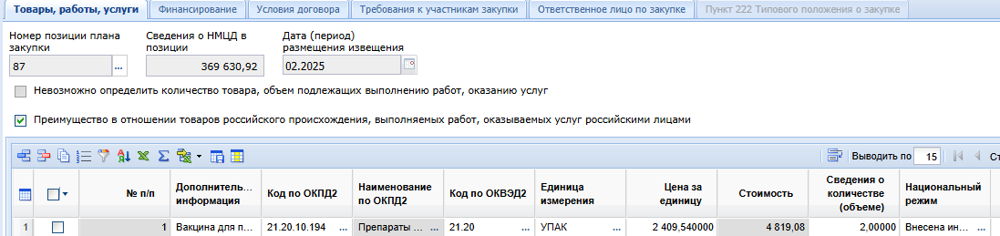 Товары, работы, услуги
Финансирование
Условия договора
Требования к участникам закупки
Ответственное лицо по закупке
Пункт 222 Типового положения о закупке
Номер позиции плана
закупки
Сведения о НМЦД в
позиции
Дата (период)
размещения извещения
87 ...
369 630,92
02.2025
Невозможно определить количество товара, объем подлежащих выполнению работ, оказанию услуг
Преимущество в отношении товаров российского происхождения, выполняемых работ, оказываемых услуг российскими лицами
Выводить по 15
№ п/п
Дополнитель...
информация
Код по ОКПД2
Наименование
по ОКПД2
Код по ОКВЭД2
Единица
измерения
Цена за
единицу
Стоимость
Сведения о
количестве
(объеме)
Национальный
режим
1 1 Вакцина для п... 21.20.10.194 ... Препараты ... ... 21.20 ... УПАК ... 2 409,540000 4 819,08 2,00000 Внесена ин... ...